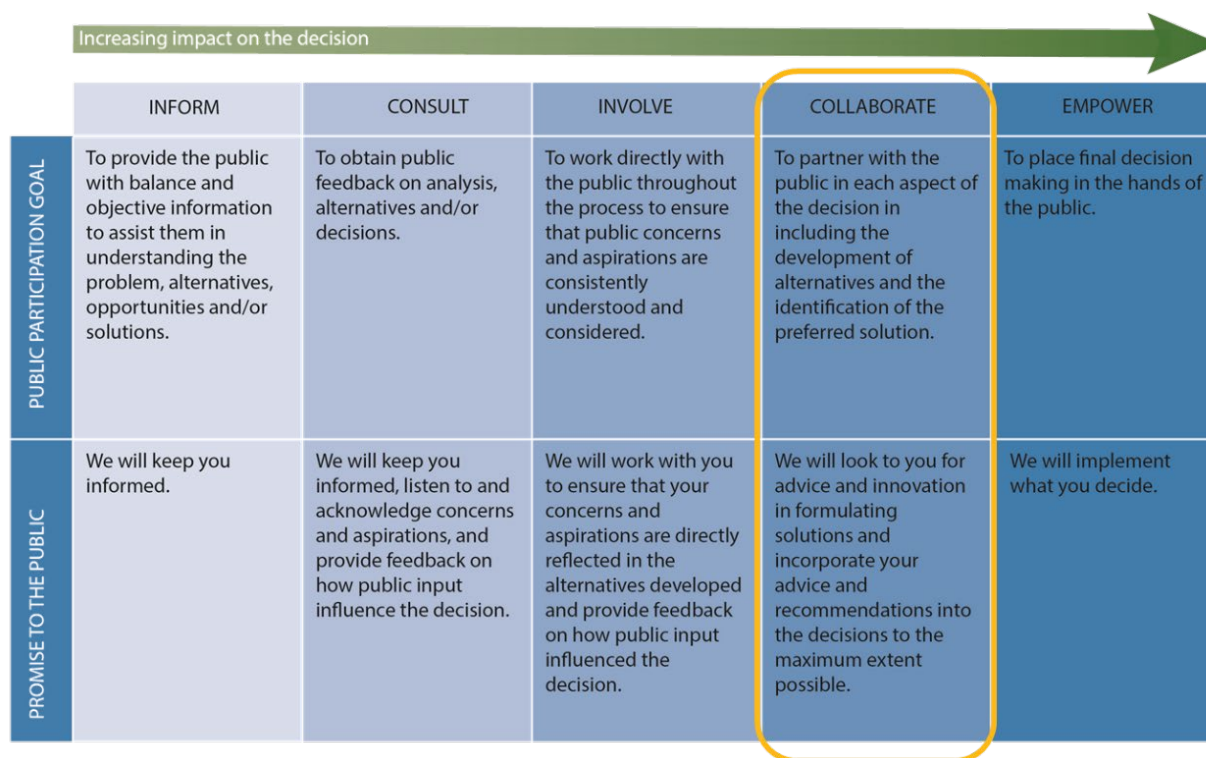 Increasing impact on the decision
INFORM
CONSULT
INVOLVE
COLLABORATE
EMPOWER
PUBLIC PARTICIPATION GOAL
To provide the public
with balance and
objective information
to assist them in
understanding the
problem, alternatives,
opportunities and/or
solutions.
To obtain public
feedback on analysis,
alternatives and/or
decisions.
To work directly with
the public throughout
the process to ensure
that public concerns
and aspirations are
consistently
understood and
considered.
To partner with the
public in each aspect of
the decision in
including the
development of
alternatives and the
identification of the
preferred solution.
To place final decision
making in the hands of
the public.
PROMISE TO THE PUBLIC
We will keep you
informed.
We will keep you
informed, listen to and
acknowledge concerns
and aspirations, and
provide feedback on
how public input
influence the decision.
We will work with you
to ensure that your
concerns and
aspirations are directly
reflected in the
alternatives developed
and provide feedback
on how public input
influenced the
decision.
We will look to you for
advice and innovation
in formulating
solutions and
incorporate your
advice and
recommendations into
the decisions to the
maximum extent
possible.
We will implement
what you decide.